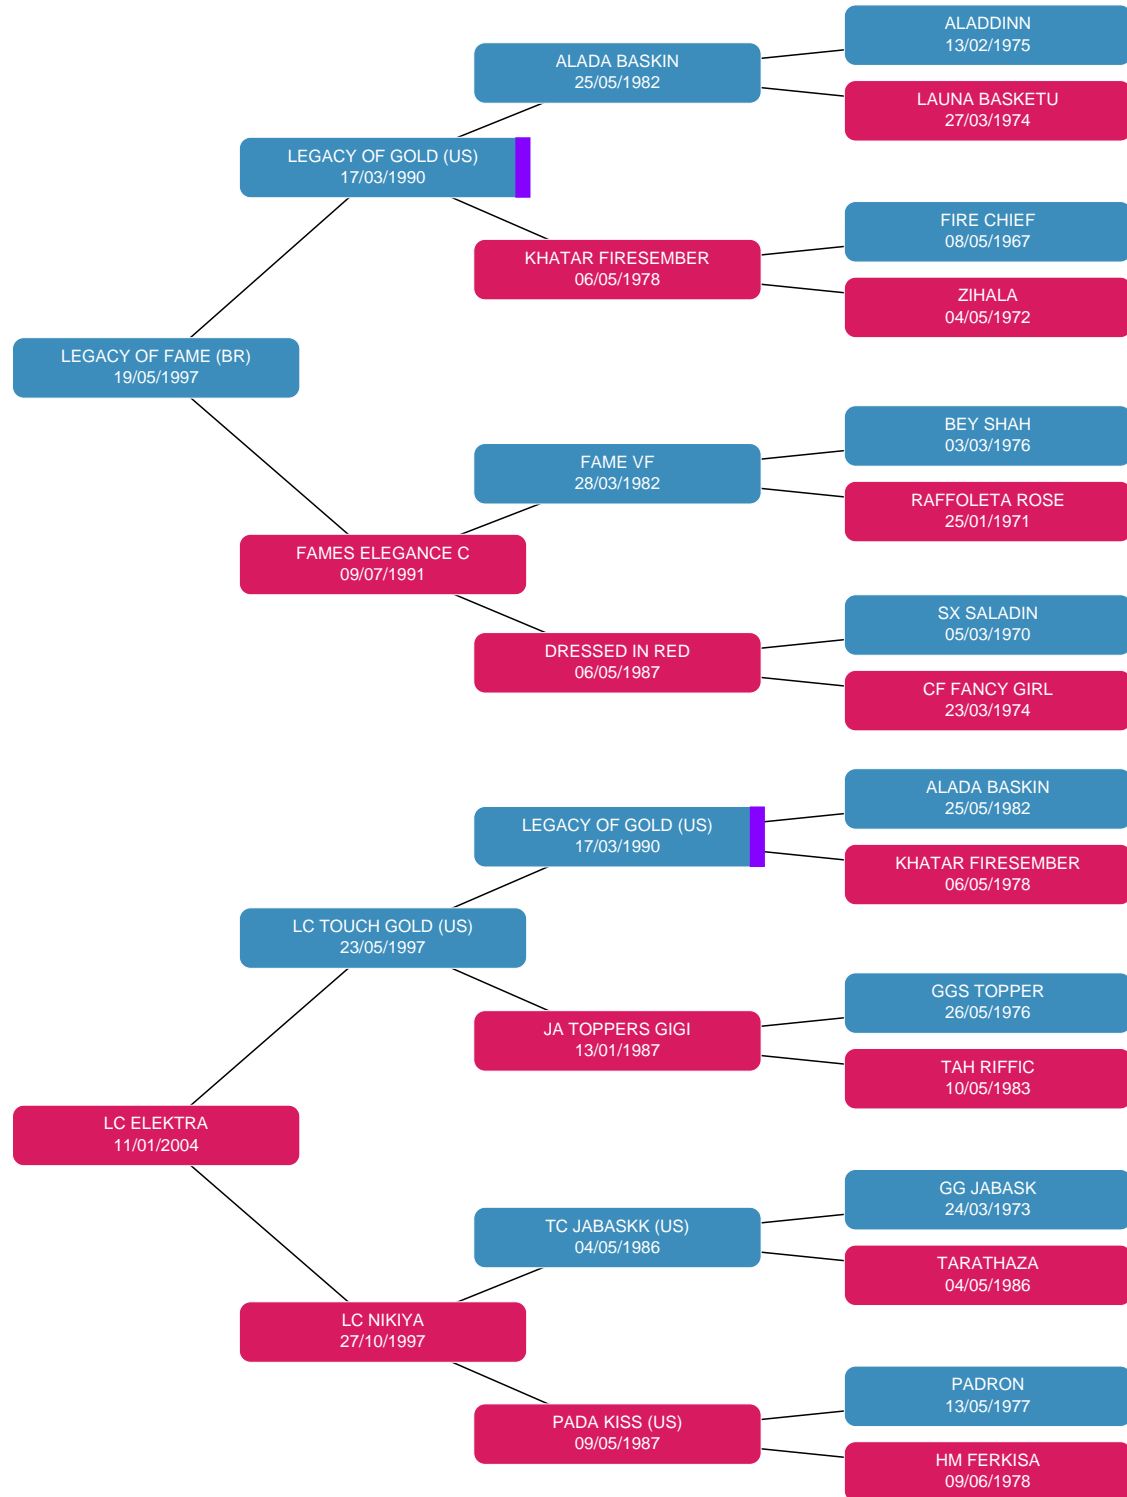 ALADDINN
13/02/1975
ALADA BASKIN
25/05/1982
LAUNA BASKETU
27/03/1974
LEGACY OF GOLD (US)
17/03/1990
FIRE CHIEF
08/05/1967
KHATAR FIRESEMBER
06/05/1978
ZIHALA
04/05/1972
LEGACY OF FAME (BR)
19/05/1997
BEY SHAH
03/03/1976
FAME VF
28/03/1982
RAFFOLETA ROSE
25/01/1971
FAMES ELEGANCE C
09/07/1991
SX SALADIN
05/03/1970
DRESSED IN RED
06/05/1987
CF FANCY GIRL
23/03/1974
ALADA BASKIN
25/05/1982
LEGACY OF GOLD (US)
17/03/1990
KHATAR FIRESEMBER
06/05/1978
LC TOUCH GOLD (US)
23/05/1997
GGS TOPPER
26/05/1976
JA TOPPERS GIGI
13/01/1987
TAH RIFFIC
10/05/1983
LC ELEKTRA
11/01/2004
GG JABASK
24/03/1973
TC JABASKK (US)
04/05/1986
TARATHAZA
04/05/1986
LC NIKIYA
27/10/1997
PADRON
13/05/1977
PADA KISS (US)
09/05/1987
HM FERKISA
09/06/1978